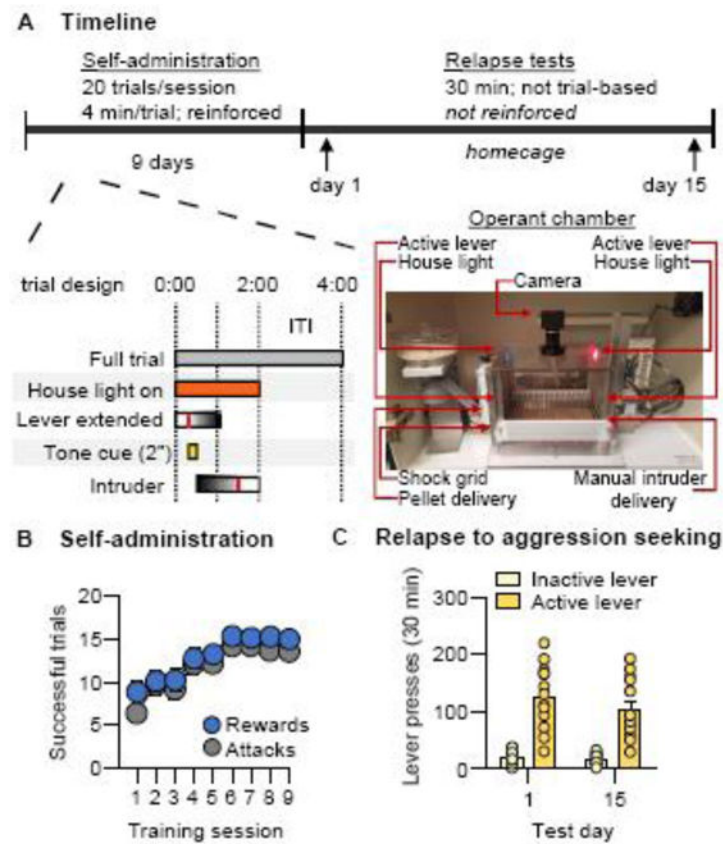 A Timeline
Self-administration
20 trials/session
4 min/trial; reinforced
Relapse tests
30 min; not trial-based
not reinforced
9 days
day 1
homecage
day 15
trial design 0:00 2:00 4:00
ITI
Full trial
House light on
Lever extended
Tone cue (2")
Intruder
Operant chamber
Active lever
House light
Camera
Active lever
House light
Shock grid
Pellet delivery
Manual intruder
delivery
B Self-administration
Successful trials
20
15
10
5
0
Rewards
Attacks
1 2 3 4 5 6 7 8 9
Training session
C Relapse to aggression seeking
Lever presses (30 min)
Inactive lever
Active lever
300
200
100
0
1 15
Test day